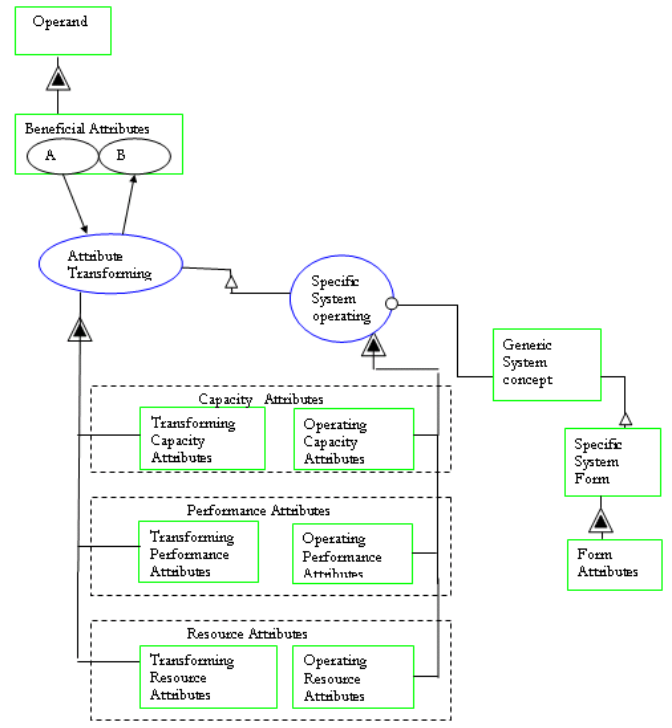 Operand
Beneficial Attributes
A
B
Attribute
Transforming
Specific
System
operating
Generic
System
concept
Capacity Attributes
Transforming
Capacity
Attributes
Operating
Capacity
Attributes
Specific
System
Form
Performance Attributes
Transforming
Performance
Attributes
Operating
Performance
Attributes
Form
Attributes
Resource Attributes
Transforming
Resource
Attributes
Operating
Resource
Attributes